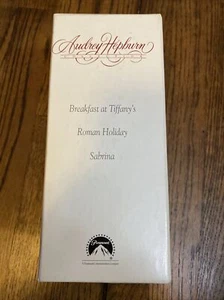 Audrey Hepburn
Breakfast at Tiffany's
Roman Holiday
Sabrina
Paramount